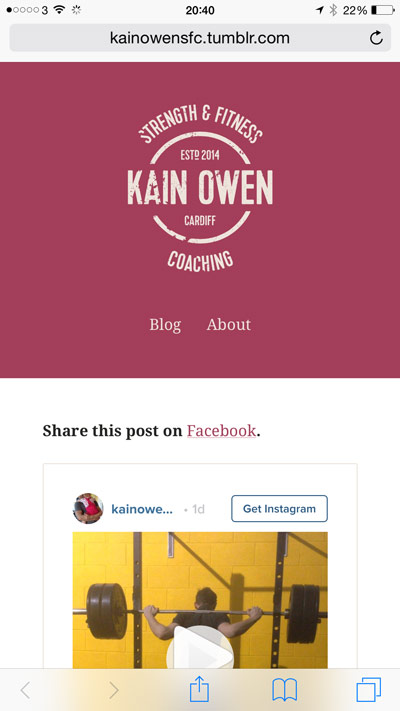 3 20:40 22%
kainowensfc.tumblr.com
STRENGTH & FITNESS
ESTD 2014
KAIN OWEN
CARDIFF
COACHING
Blog About
Share this post on Facebook.
kainowe... • 1d Get Instagram